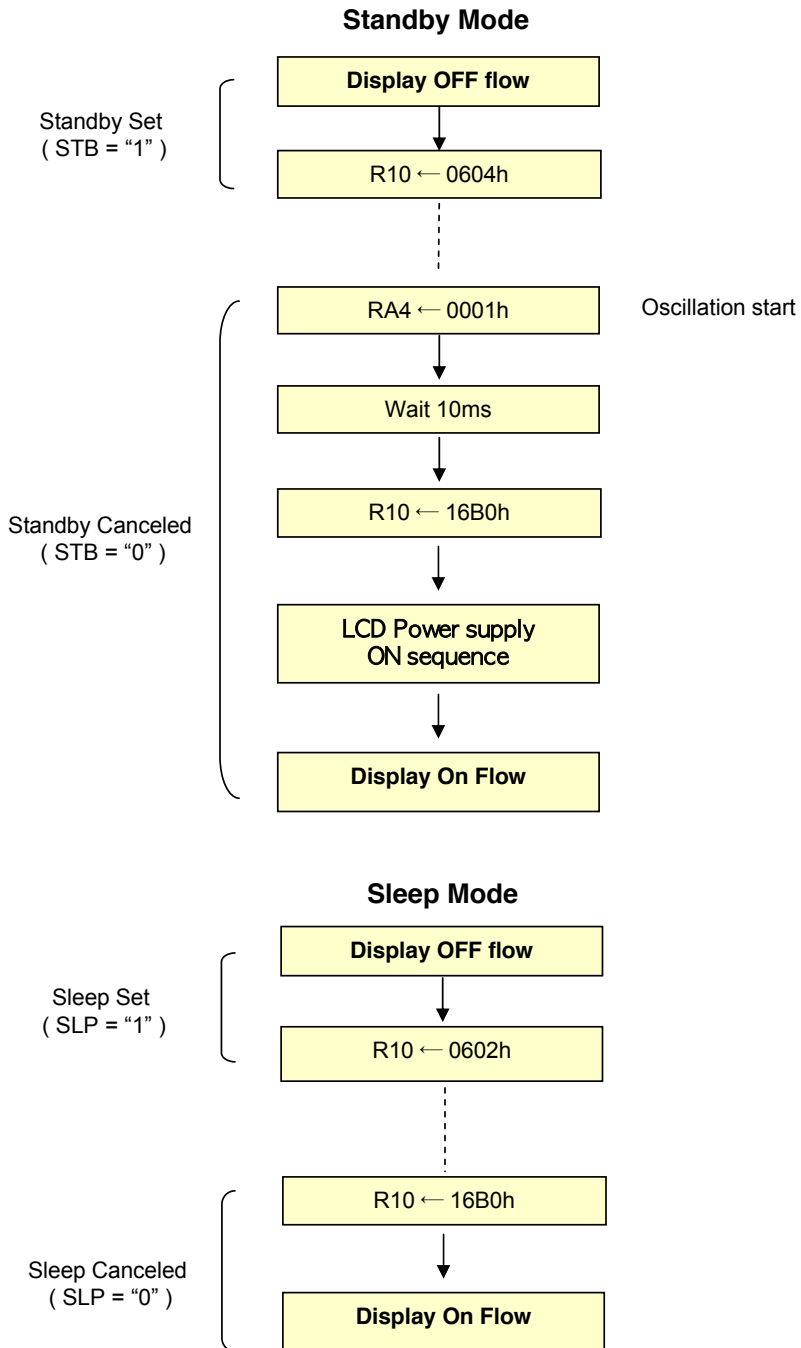 Standby Mode
Display OFF flow
Standby Set
( STB = “1” )
R10 ← 0604h
RA4 ← 0001h
Oscillation start
Wait 10ms
R10 ← 16B0h
Standby Canceled
( STB = “0” )
LCD Power supply
ON sequence
Display On Flow
Sleep Mode
Display OFF flow
Sleep Set
( SLP = “1” )
R10 ← 0602h
R10 ← 16B0h
Sleep Canceled
( SLP = “0” )
Display On Flow